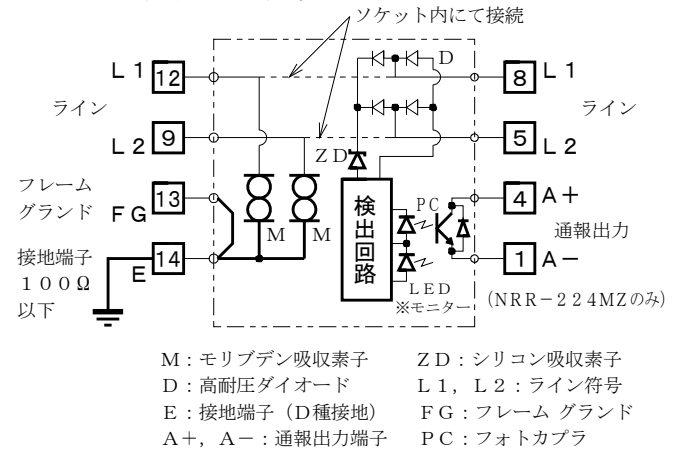 ソケット内にて接続
L1 12 D 8 L1
ライン ライン
L2 9 5 L2
ZD
フレーム
グランド FG 13 検出回路 PC 4 A+
M M 通報出力
接地端子 14 1 A−
100Ω E LED
以下 ※モニター (NRR−224MZのみ)
M:モリブデン吸収素子 ZD:シリコン吸収素子
D:高耐圧ダイオード L1,L2:ライン符号
E:接地端子(D種接地) FG:フレーム グランド
A+,A−:通報出力端子 PC:フォトカプラ